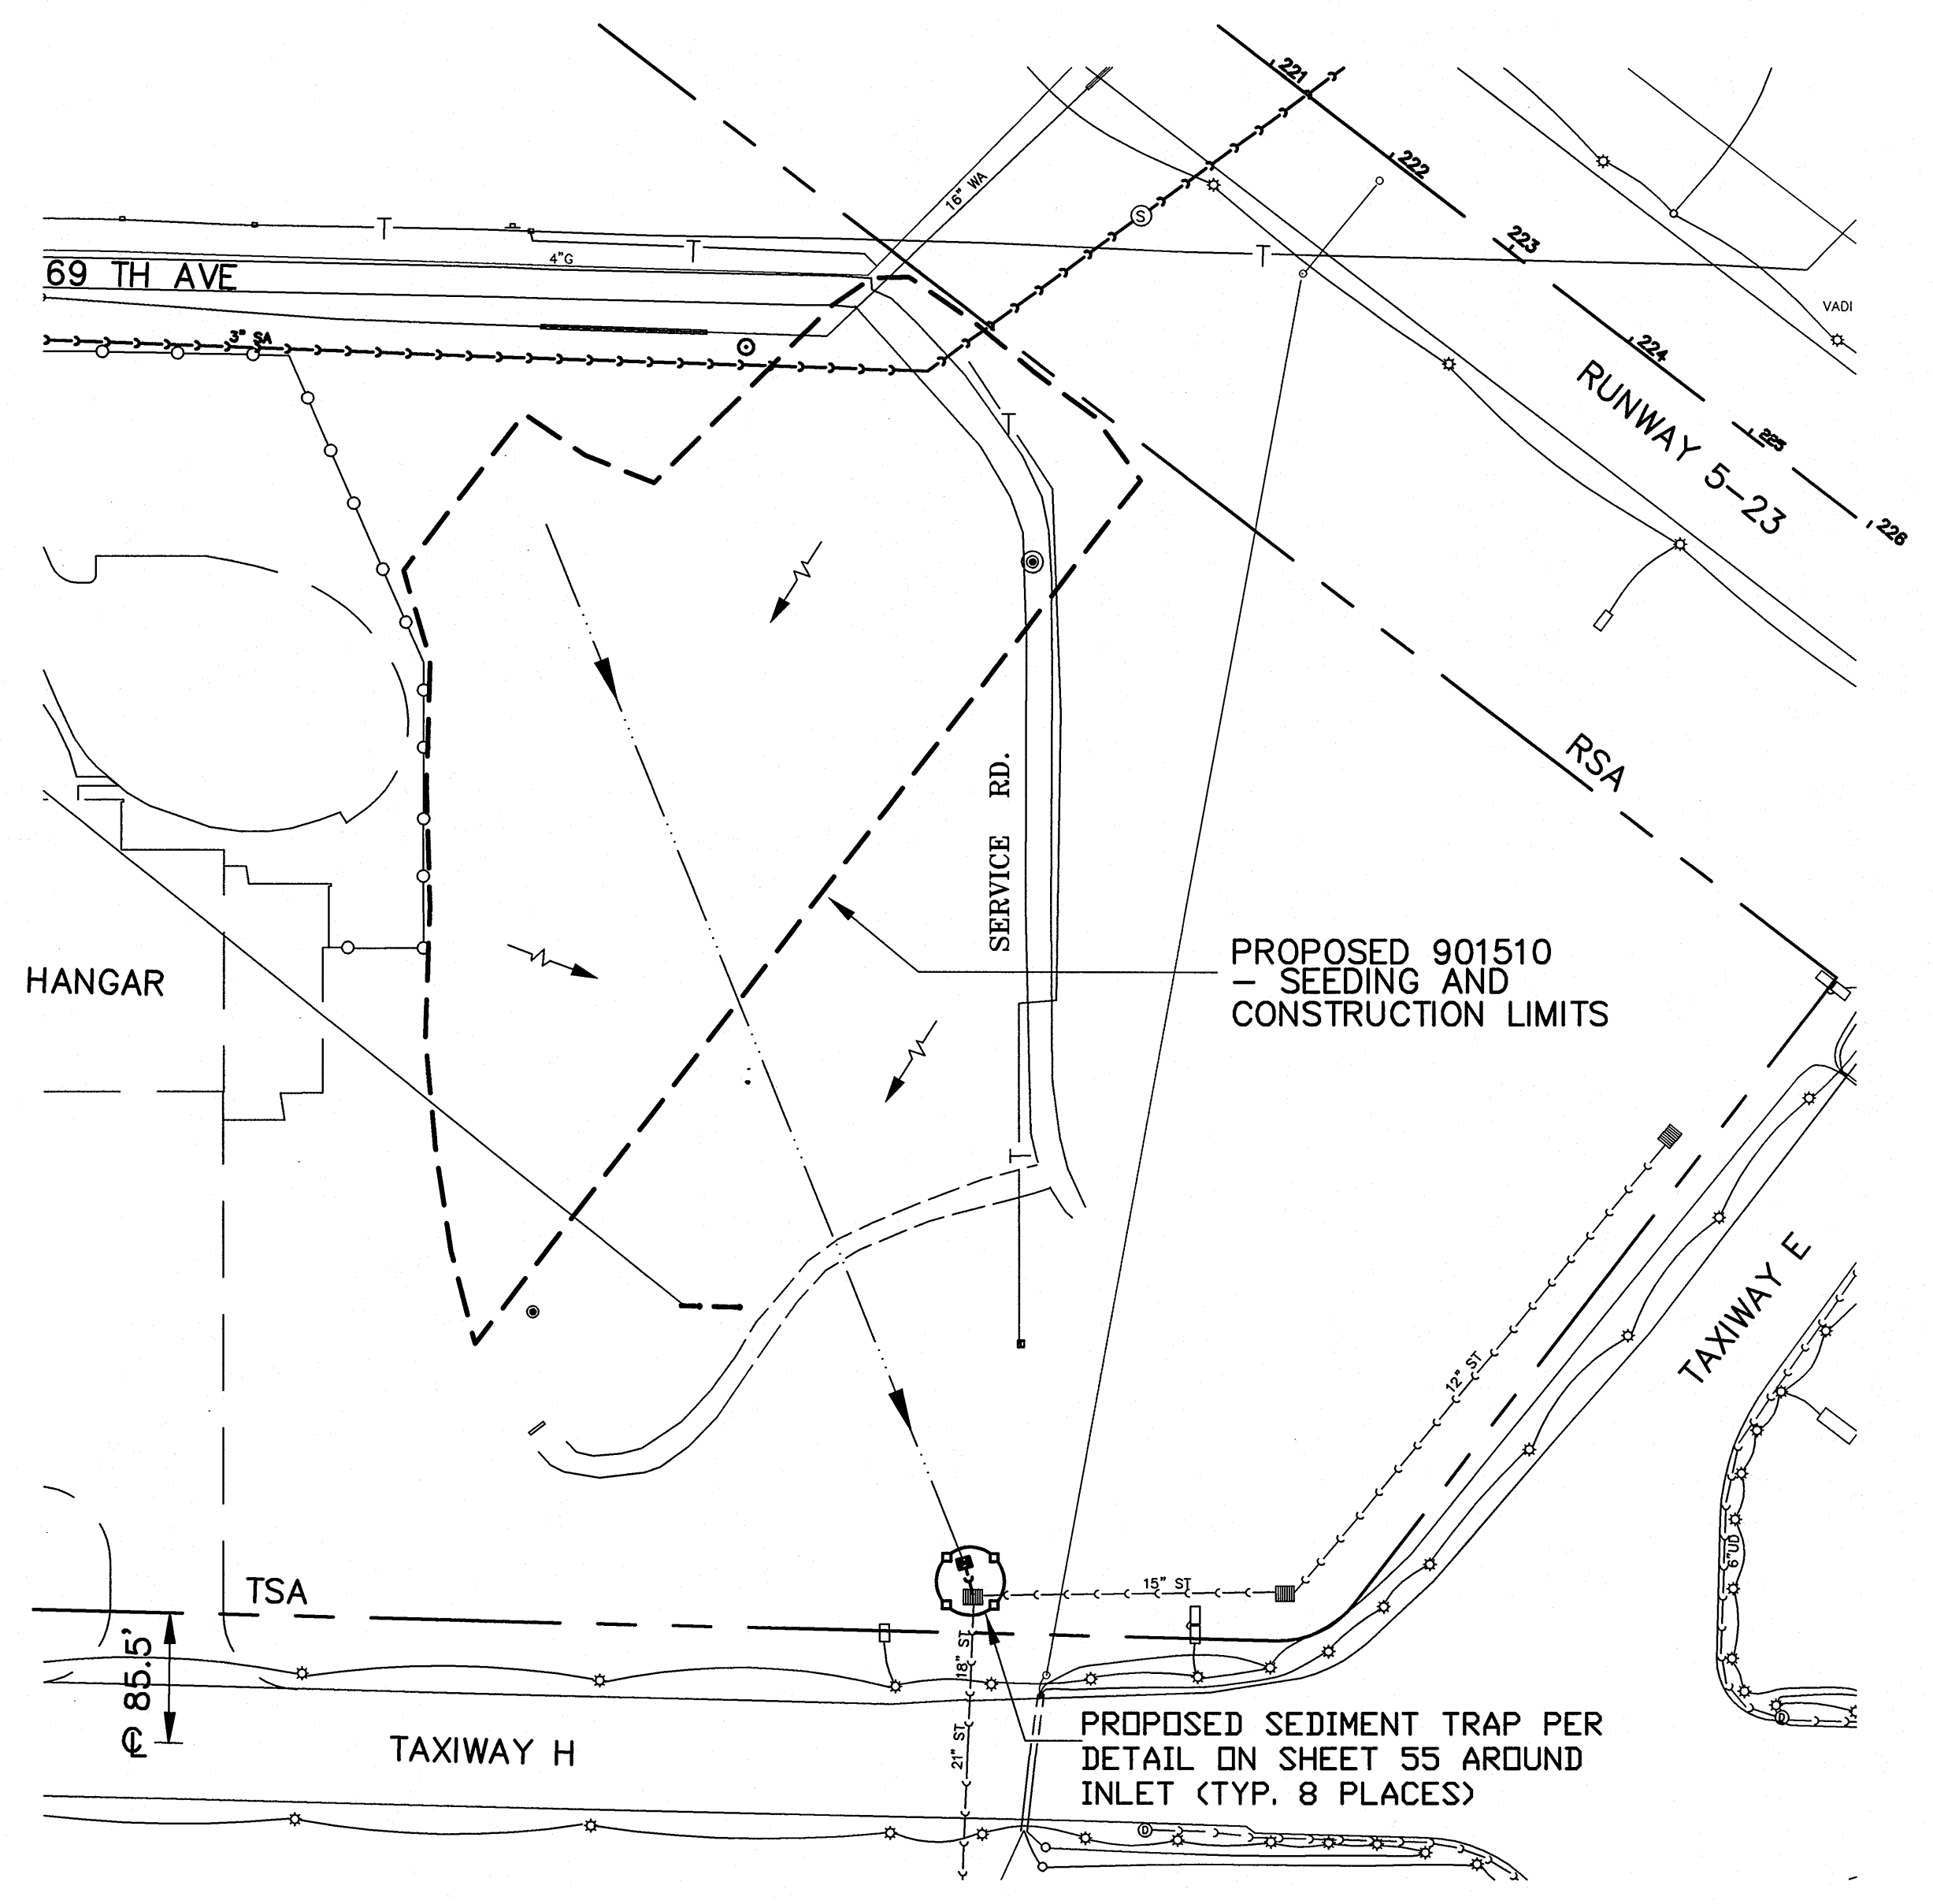 221
222
16" WA
S
223
T
T
T
4"G
69 TH AVE
VADI
3" SA
224
RUNWAY 5-23
T
225
226
RSA
SERVICE RD.
PROPOSED 901510
- SEEDING AND
CONSTRUCTION LIMITS
HANGAR
T
TAXIWAY E
12" ST
6"UD
15" ST
TSA
85.5'
18" ST
D
21" ST
CL
TAXIWAY H
PROPOSED SEDIMENT TRAP PER
DETAIL ON SHEET 55 AROUND
INLET (TYP. 8 PLACES)
D